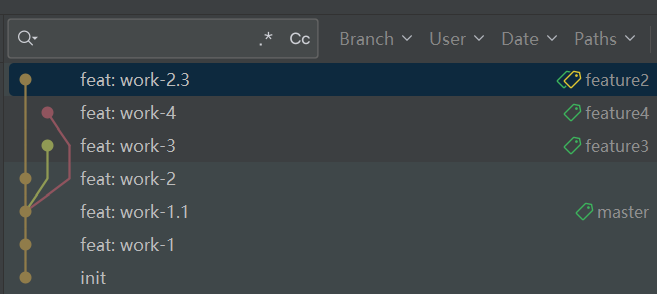 .* Cc Branch User Date Paths
feat: work-2.3 feature2
feat: work-4 feature4
feat: work-3 feature3
feat: work-2
feat: work-1.1 master
feat: work-1
init